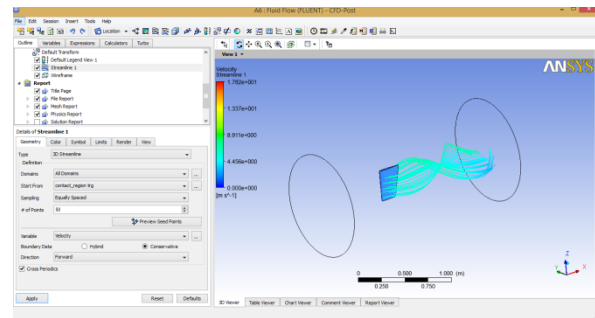 A6 : Fluid Flow (FLUENT) - CFD-Post
File Edit Session Insert Tools Help
Location
Outline Variables Expressions Calculators Turbo
Default Transform
Default Legend View 1
Streamline 1
Wireframe
Report
Title Page
File Report
Mesh Report
Physics Report
Solution Report
Details of Streamline 1
Geometry Color Symbol Limits Render View
Type 3D Streamline
Definition
Domains All Domains ...
Start From contact_region trg ...
Sampling Equally Spaced
# of Points 50
Preview Seed Points
Variable Velocity ...
Boundary Data Hybrid Conservative
Direction Forward
Cross Periodics
Apply Reset Defaults
View 1
Velocity
Streamline 1
1.782e+001
1.337e+001
8.911e+000
4.456e+000
0.000e+000
[m s^-1]
ANSYS
0 0.500 1.000 (m)
0.250 0.750
Z
Y X
3D Viewer Table Viewer Chart Viewer Comment Viewer Report Viewer